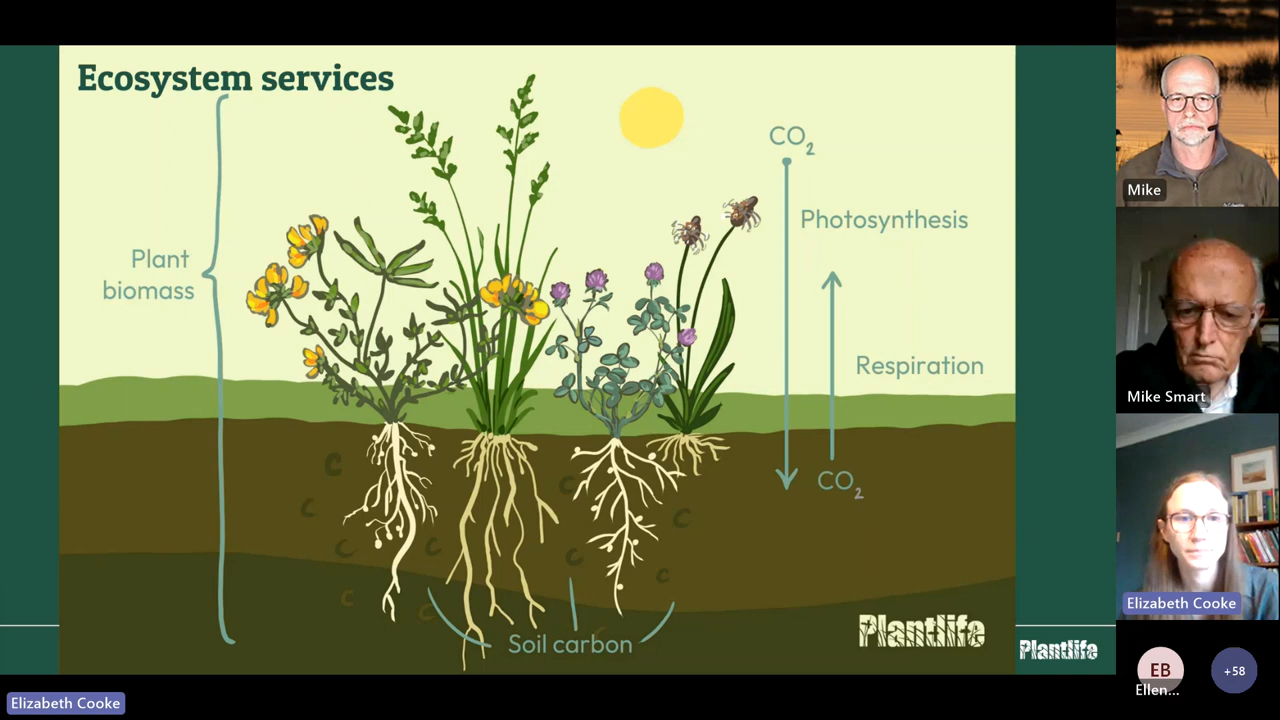 Ecosystem services
CO2
Photosynthesis
Plant
biomass
Respiration
CO2
C
C
C
C
C
C
C
C
C
C
Soil carbon
Plantlife
Plantlife
Elizabeth Cooke
Mike
Mike Smart
Elizabeth Cooke
EB
+58
Ellen...